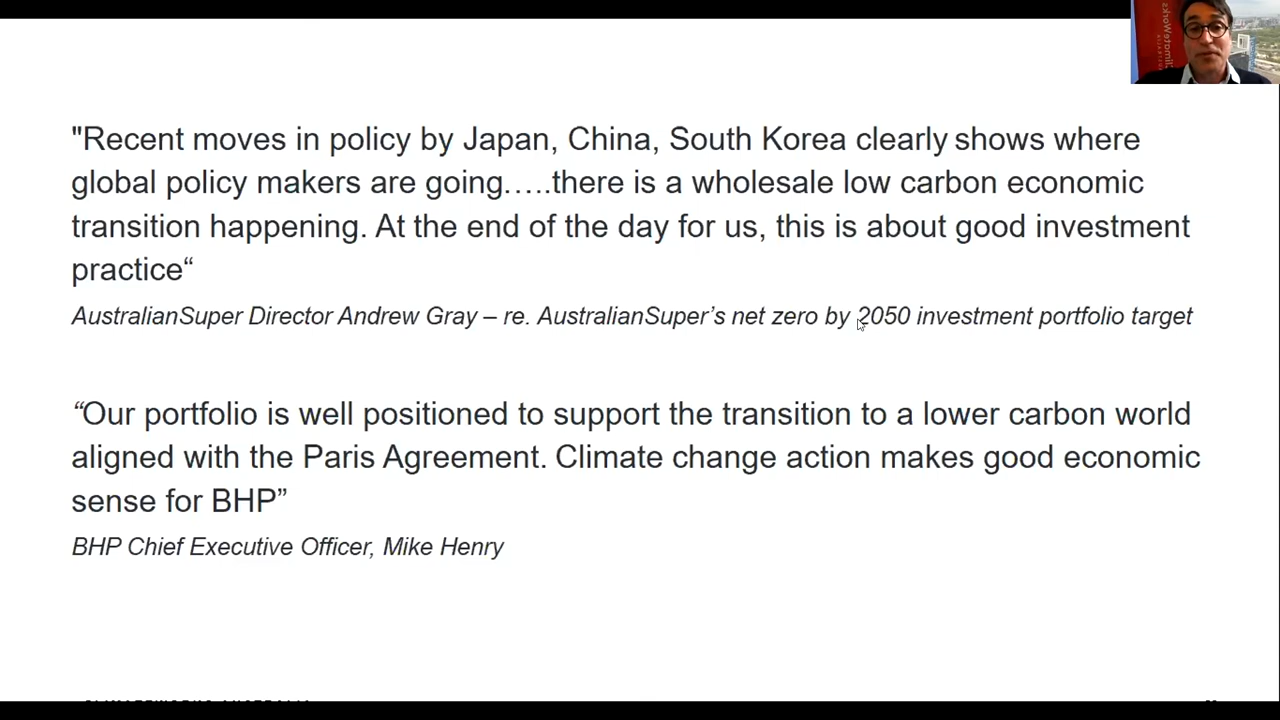 "Recent moves in policy by Japan, China, South Korea clearly shows where
global policy makers are going…..there is a wholesale low carbon economic
transition happening. At the end of the day for us, this is about good investment
practice“
AustralianSuper Director Andrew Gray – re. AustralianSuper’s net zero by 2050 investment portfolio target
“Our portfolio is well positioned to support the transition to a lower carbon world
aligned with the Paris Agreement. Climate change action makes good economic
sense for BHP”
BHP Chief Executive Officer, Mike Henry